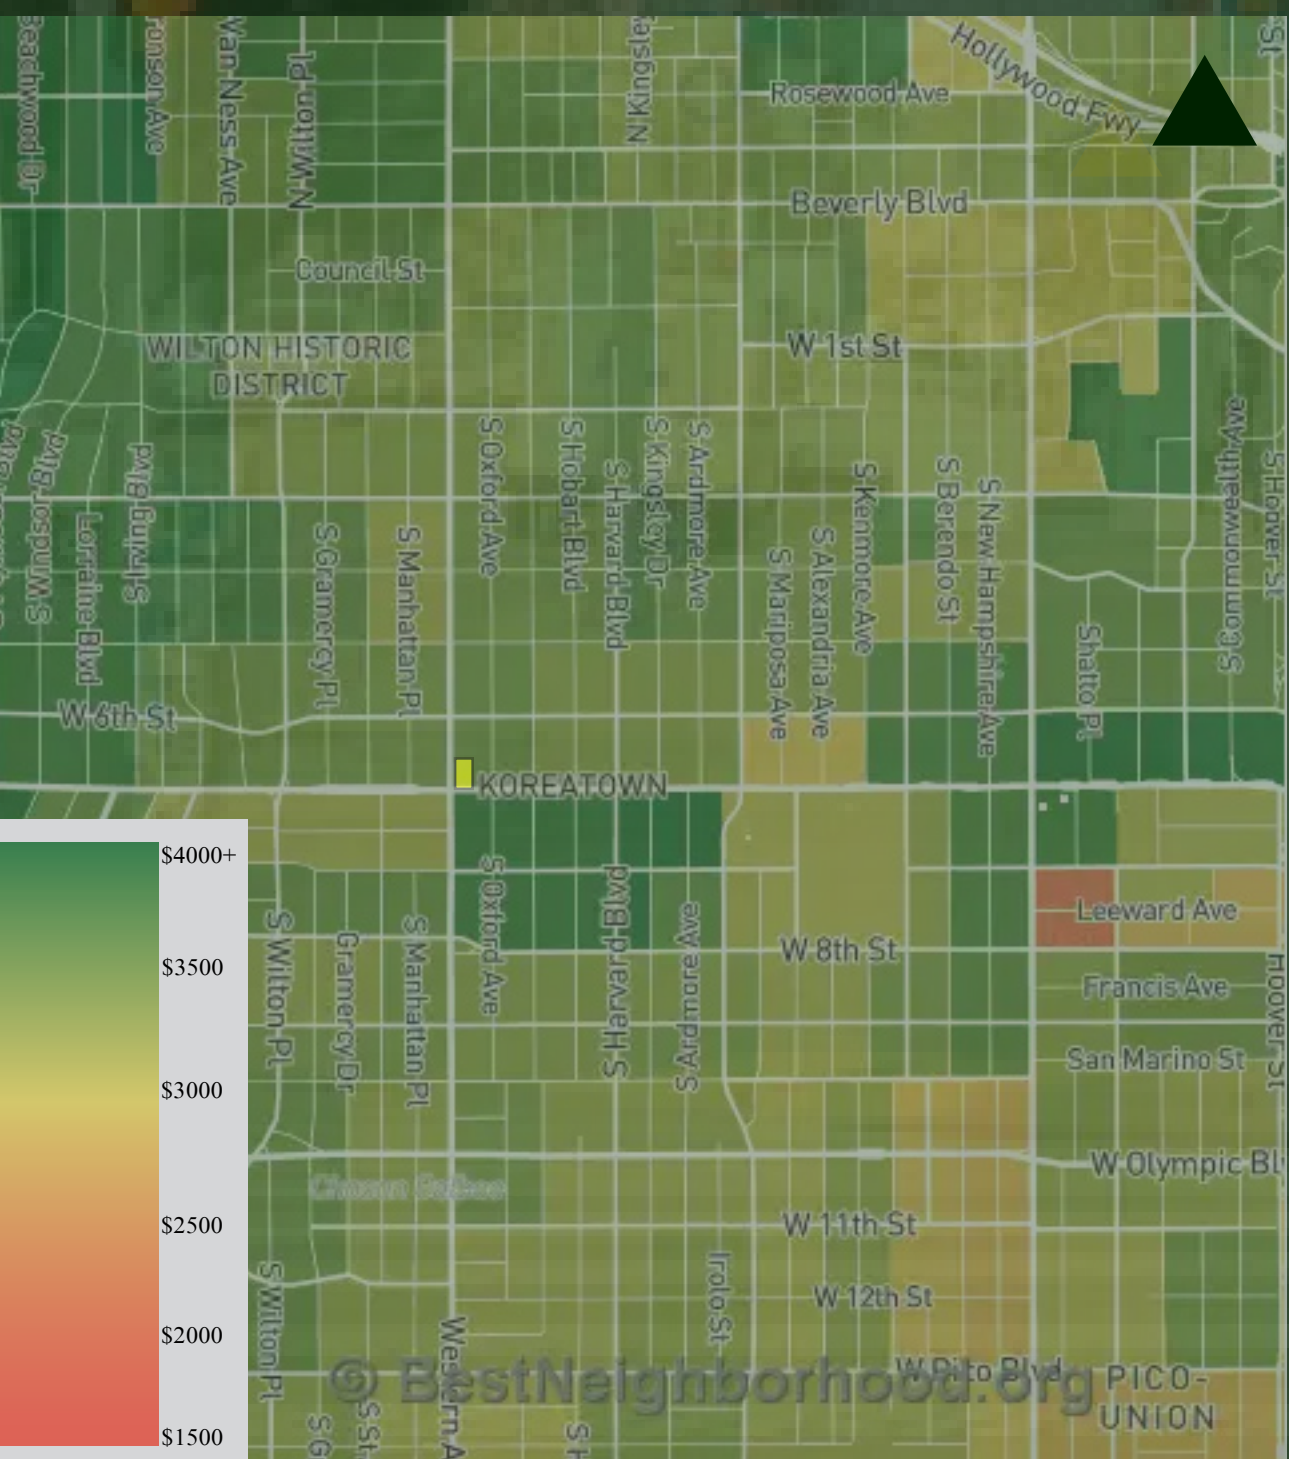 Beachwood Dr
onson Ave
Van Ness Ave
N Wilton Pl
N Kingsley
Hollywood Fwy
St
Rosewood Ave
Beverly Blvd
Council St
WILTON HISTORIC
DISTRICT
W 1st St
S Windsor Blvd
Lorraine Blvd
S Irving Blvd
S Gramercy Pl
S Manhattan Pl
S Oxford Ave
S Hobart Blvd
S Harvard Blvd
S Kingsley Dr
S Ardmore Ave
S Mariposa Ave
S Alexandria Ave
S Kenmore Ave
S Berendo St
S New Hampshire Ave
Shatto Pl
S Commonwealth Ave
S Hoover St
W 6th St
KOREATOWN
$4000+
$3500
$3000
$2500
$2000
$1500
S Wilton Pl
Gramercy Dr
S Manhattan Pl
S Oxford Ave
S Harvard Blvd
S Ardmore Ave
W 8th St
Leeward Ave
Francis Ave
San Marino St
Hoover St
W Olympic Bl
W 11th St
W 12th St
Irolo St
S Wilton Pl
Western A
W Pico Blvd
PICO-
UNION
S G
S St
S H
© BestNeighborhood.org